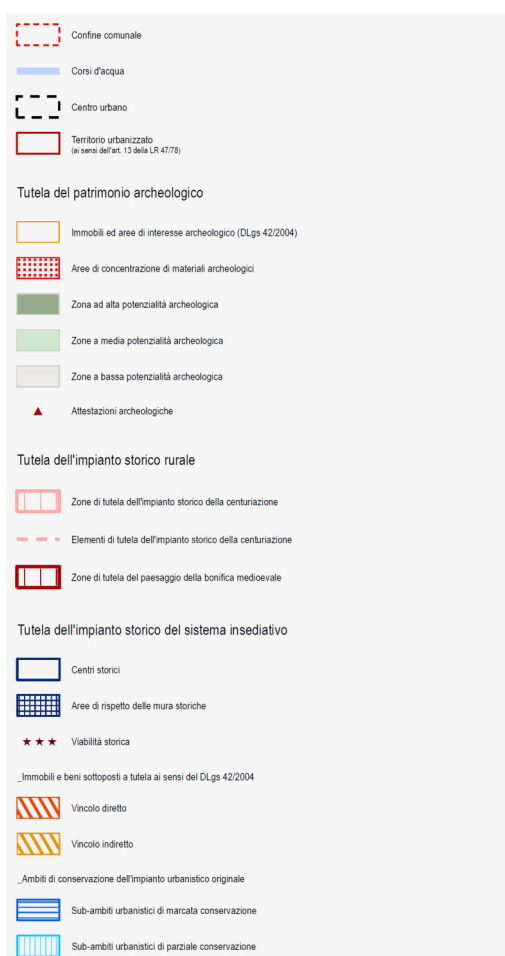 Confine comunale
Corsi d'acqua
Centro urbano
Territorio urbanizzato
(ai sensi dell'art. 13 della LR 47/78)
Tutela del patrimonio archeologico
Immobili ed aree di interesse archeologico (DLgs 42/2004)
Aree di concentrazione di materiali archeologici
Zona ad alta potenzialità archeologica
Zone a media potenzialità archeologica
Zone a bassa potenzialità archeologica
Attestazioni archeologiche
Tutela dell'impianto storico rurale
Zone di tutela dell'impianto storico della centuriazione
Elementi di tutela dell'impianto storico della centuriazione
Zone di tutela del paesaggio della bonifica medioevale
Tutela dell'impianto storico del sistema insediativo
Centri storici
Aree di rispetto delle mura storiche
Viabilità storica
_Immobili e beni sottoposti a tutela ai sensi del DLgs 42/2004
Vincolo diretto
Vincolo indiretto
_Ambiti di conservazione dell'impianto urbanistico originale
Sub-ambiti urbanistici di marcata conservazione
Sub-ambiti urbanistici di parziale conservazione